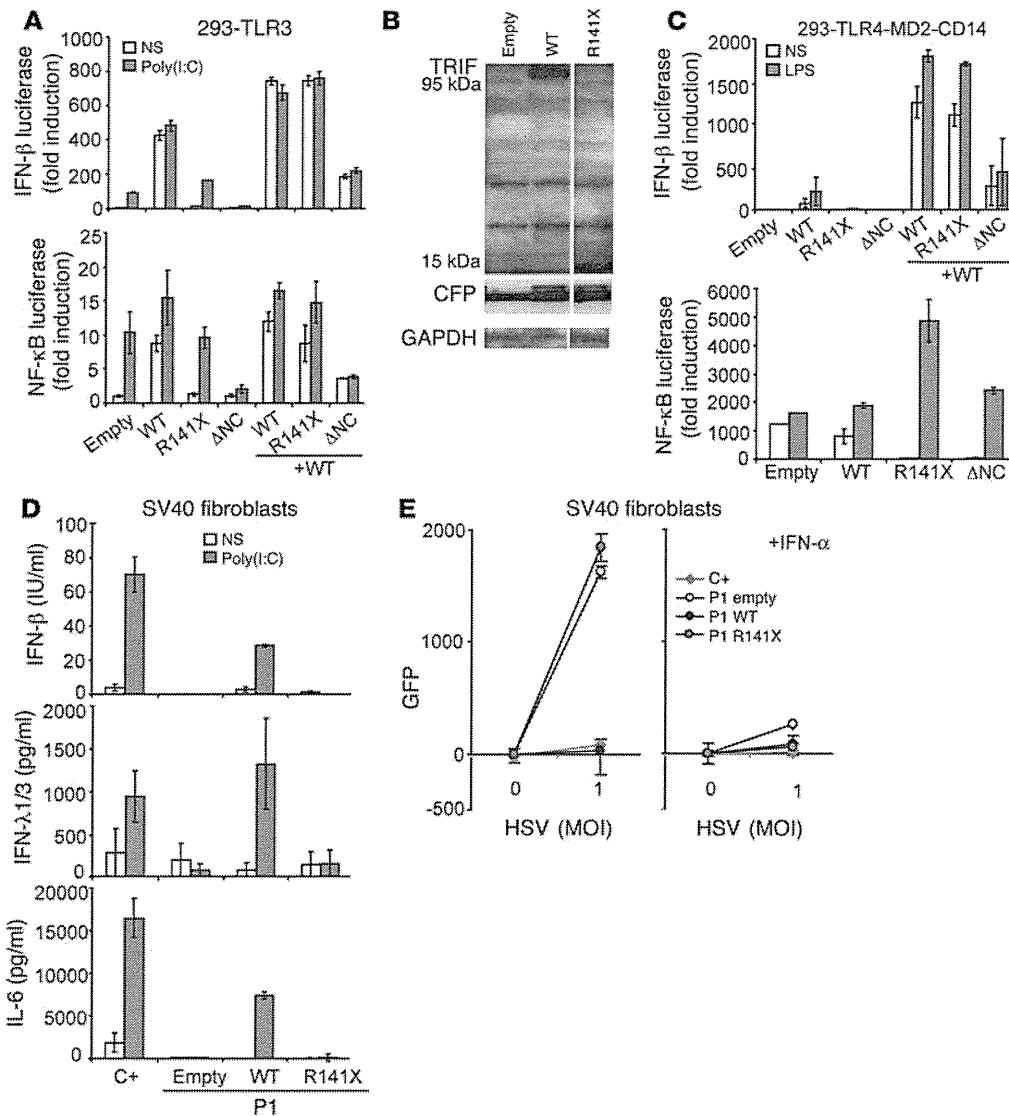 A
293-TLR3
NS
Poly(I:C)
IFN-β luciferase
(fold induction)
1000
800
600
400
200
0
NF-κB luciferase
(fold induction)
25
20
15
10
5
0
Empty
WT
R141X
ΔNC
WT
R141X
ΔNC
+WT
B
Empty
WT
R141X
TRIF
95 kDa
15 kDa
CFP
GAPDH
C
293-TLR4-MD2-CD14
NS
LPS
IFN-β luciferase
(fold induction)
2000
1500
1000
500
0
Empty
WT
R141X
ΔNC
WT
R141X
ΔNC
+WT
NF-κB luciferase
(fold induction)
6000
5000
4000
3000
2000
1000
0
Empty
WT
R141X
ΔNC
D
SV40 fibroblasts
NS
Poly(I:C)
IFN-β (IU/ml)
100
80
60
40
20
0
IFN-λ1/3 (pg/ml)
2000
1500
1000
500
0
IL-6 (pg/ml)
20000
15000
10000
5000
0
C+
Empty
WT
R141X
P1
E
SV40 fibroblasts
+IFN-α
C+
P1 empty
P1 WT
P1 R141X
GFP
2000
1000
0
-500
0
1
0
1
HSV (MOI)
HSV (MOI)